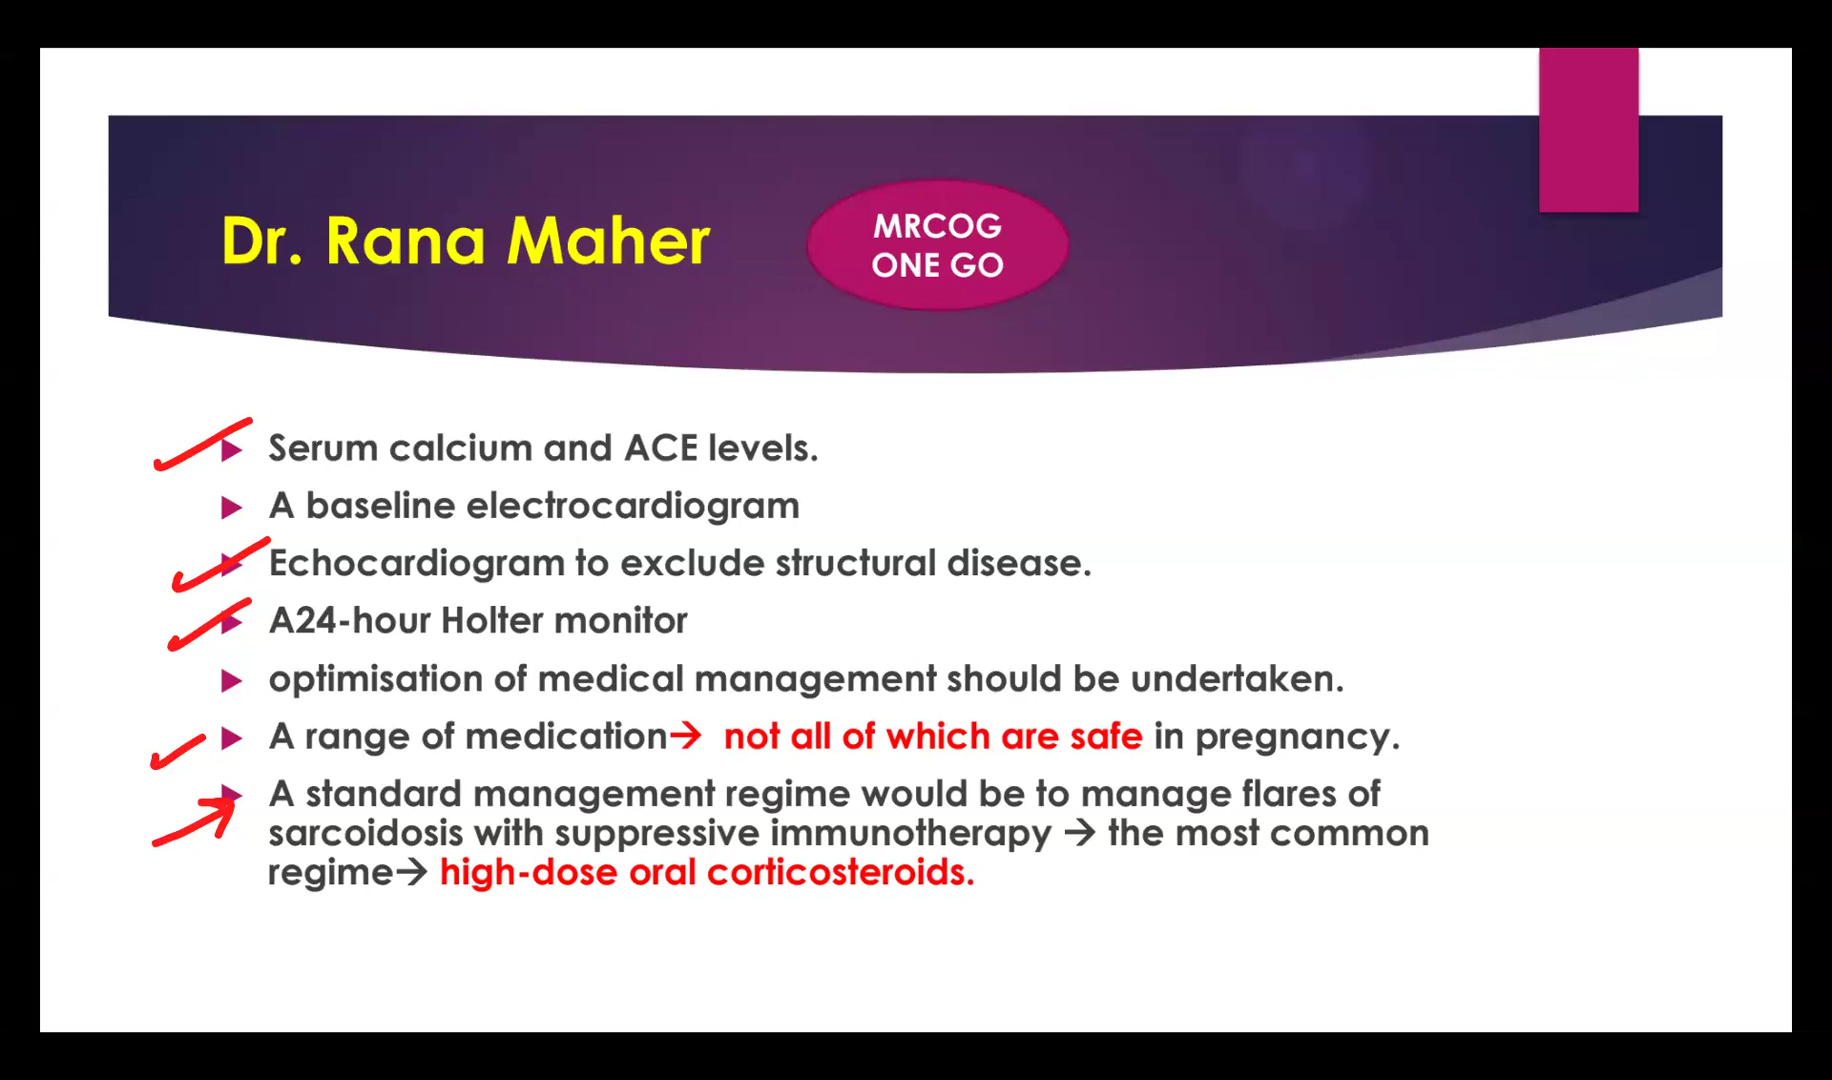 Dr. Rana Maher
MRCOG
ONE GO
Serum calcium and ACE levels.
A baseline electrocardiogram
Echocardiogram to exclude structural disease.
A24-hour Holter monitor
optimisation of medical management should be undertaken.
A range of medication→ not all of which are safe in pregnancy.
A standard management regime would be to manage flares of
sarcoidosis with suppressive immunotherapy → the most common
regime→ high-dose oral corticosteroids.